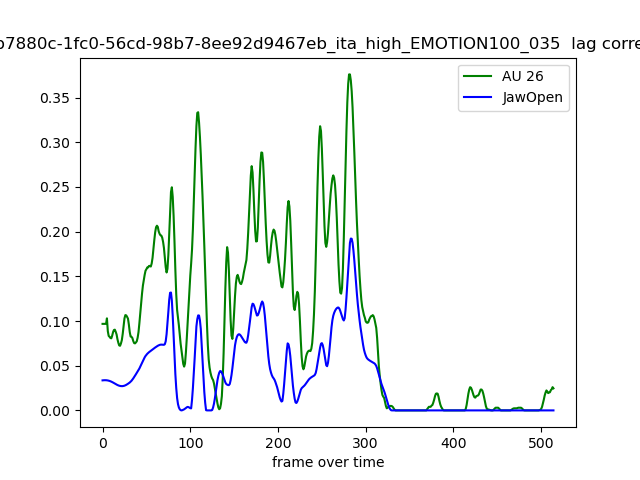 b7880c-1fc0-56cd-98b7-8ee92d9467eb_ita_high_EMOTION100_035 lag corre
AU 26
JawOpen
0.35
0.30
0.25
0.20
0.15
0.10
0.05
0.00
0 100 200 300 400 500
frame over time